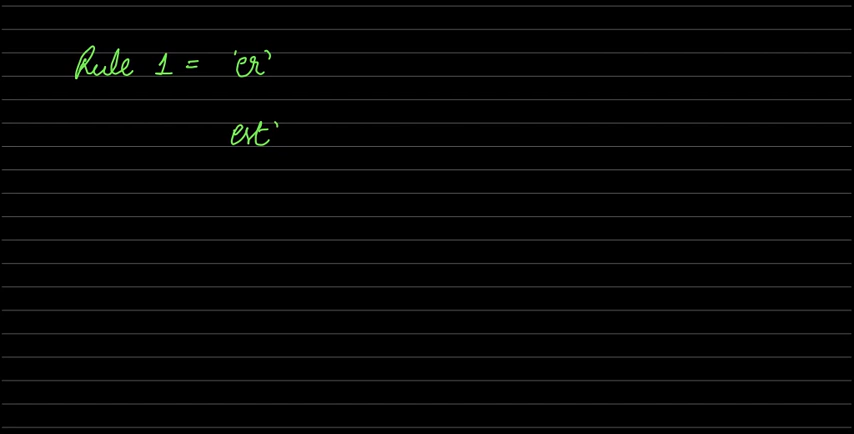 Rule 1 = 'er'
est'